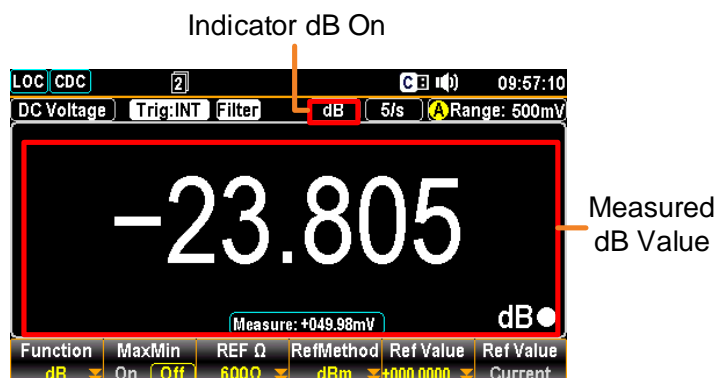 Indicator dB On
LOC CDC 2 C 09:57:10
DC Voltage Trig:INT Filter dB 5/s A Range: 500mV
-23.805
Measured
dB Value
Measure: +049.98mV dB
Function MaxMin REF Ω RefMethod Ref Value Ref Value
dB On Off 600Ω dBm +000.0000 Current